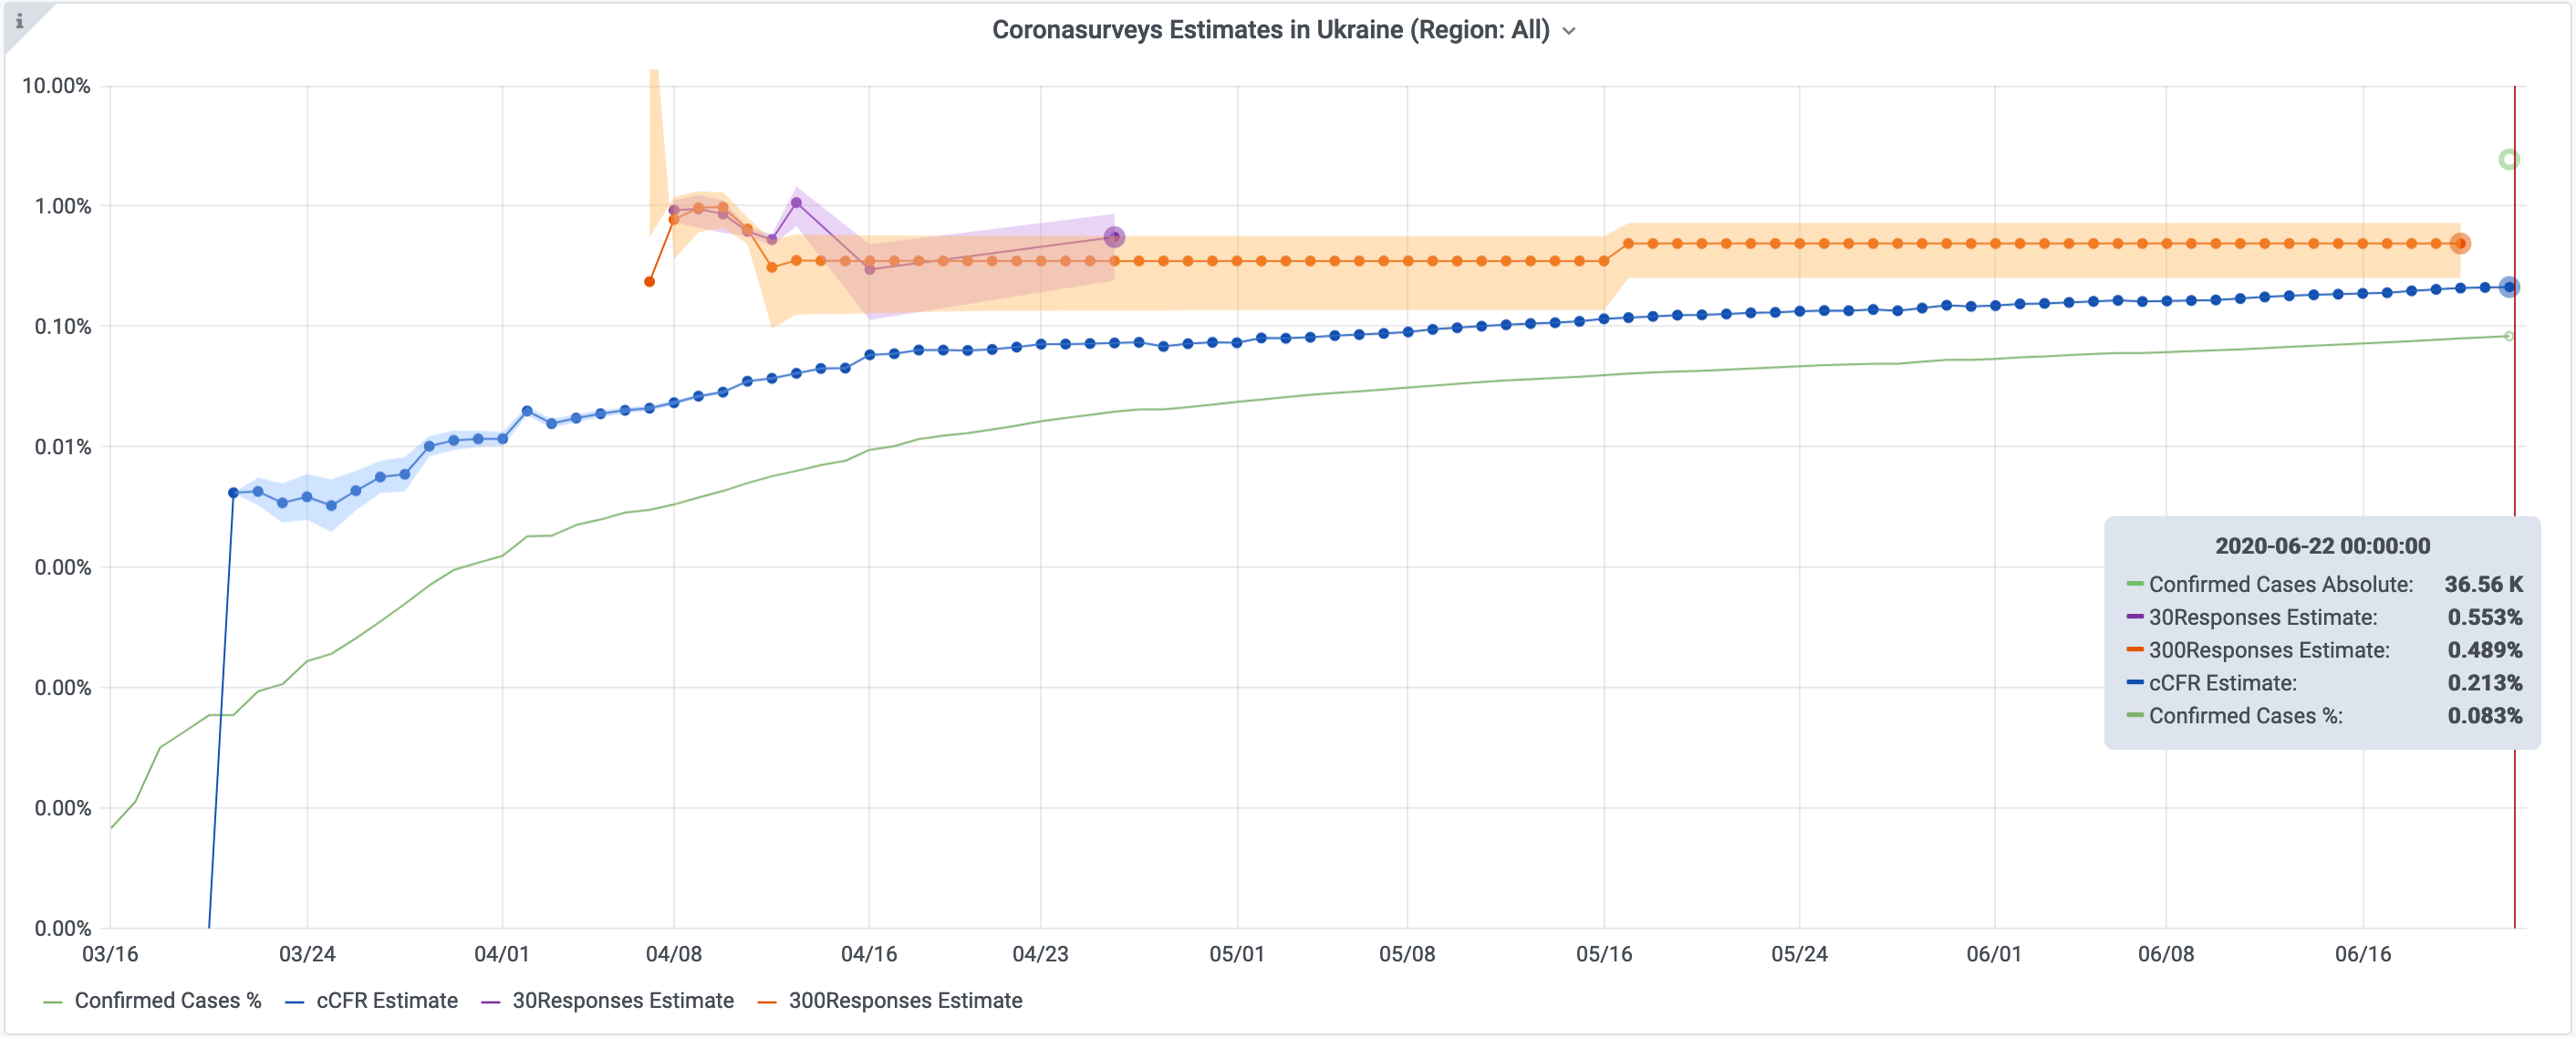 i
Coronasurveys Estimates in Ukraine (Region: All)
10.00%
1.00%
0.10%
0.01%
0.00%
0.00%
0.00%
0.00%
03/16 03/24 04/01 04/08 04/16 04/23 05/01 05/08 05/16 05/24 06/01 06/08 06/16
2020-06-22 00:00:00
Confirmed Cases Absolute: 36.56 K
30Responses Estimate: 0.553%
300Responses Estimate: 0.489%
cCFR Estimate: 0.213%
Confirmed Cases %: 0.083%
Confirmed Cases % cCFR Estimate 30Responses Estimate 300Responses Estimate